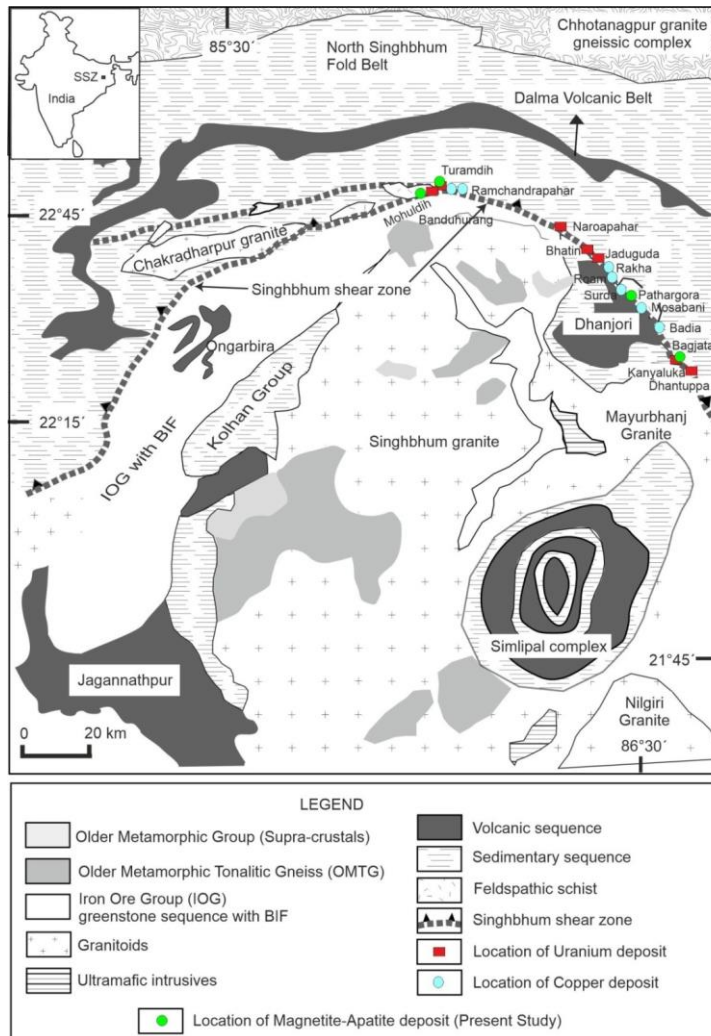 Chhotanagpur granite
gneissic complex
85°30´
SSZ
India
North Singhbhum
Fold Belt
Dalma Volcanic Belt
Turamdih
Ramchandrapahar
22°45´
Mohuldih
Banduhurang
Naroapahar
Chakradharpur granite
Bhatin
Jaduguda
Rakha
Roam
Singhbhum shear zone
Surda
Pathargora
Mosabani
Dhanjori
Ongarbira
Badia
Bagjata
Kanyaluka
Dhantuppa
Kolhan Group
22°15´
Mayurbhanj
Granite
IOG with BIF
Singhbhum granite
Simlipal complex
21°45´
Jagannathpur
Nilgiri
Granite
0 20 km
86°30´
LEGEND
Older Metamorphic Group (Supra-crustals)
Older Metamorphic Tonalitic Gneiss (OMTG)
Iron Ore Group (IOG)
greenstone sequence with BIF
Granitoids
Ultramafic intrusives
Volcanic sequence
Sedimentary sequence
Feldspathic schist
Singhbhum shear zone
Location of Uranium deposit
Location of Copper deposit
Location of Magnetite-Apatite deposit (Present Study)